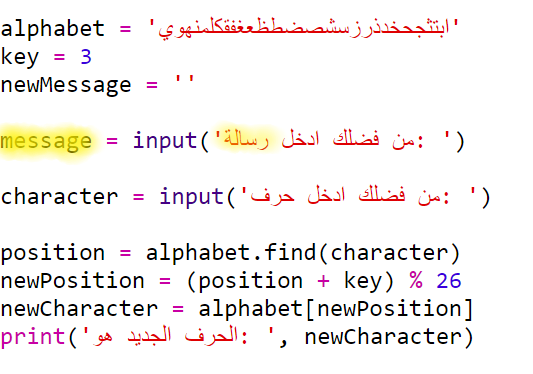 alphabet = 'ابتثجحخدذرزسشصضطظعغفقكلمنهوي'
key = 3
newMessage = ''
message = input('من فضلك ادخل رسالة: ')
character = input('من فضلك ادخل حرف: ')
position = alphabet.find(character)
newPosition = (position + key) % 26
newCharacter = alphabet[newPosition]
print('الحرف الجديد هو: ', newCharacter)